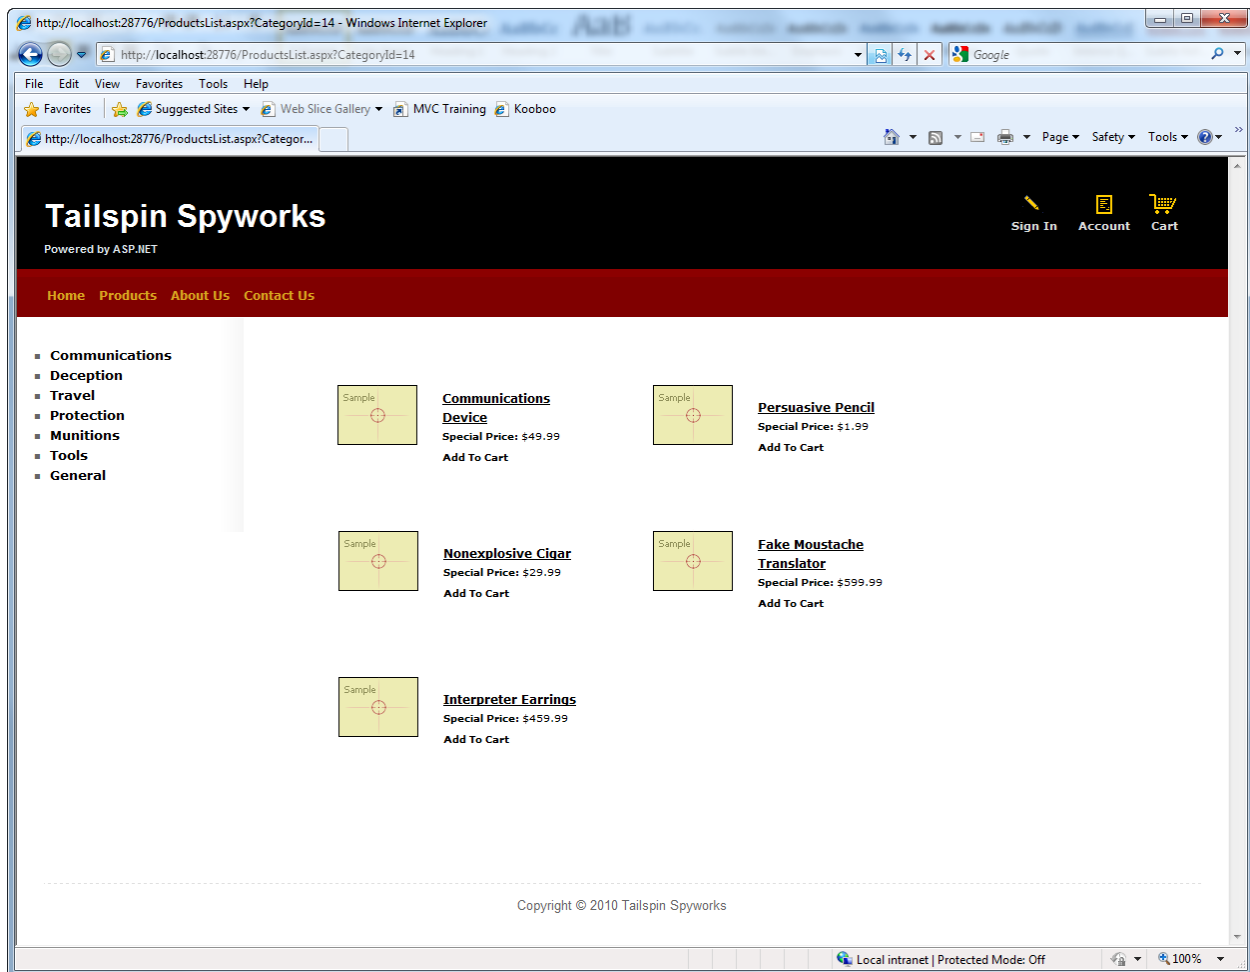 http://localhost:28776/ProductsList.aspx?CategoryId=14 - Windows Internet Explorer
http://localhost:28776/ProductsList.aspx?CategoryId=14
Google
File Edit View Favorites Tools Help
Favorites Suggested Sites Web Slice Gallery MVC Training Kooboo
http://localhost:28776/ProductsList.aspx?Categor... Page Safety Tools
Tailspin Spyworks
Powered by ASP.NET
Sign In Account Cart
Home Products About Us Contact Us
Communications
Deception
Travel
Protection
Munitions
Tools
General
Sample
Communications
Device
Special Price: $49.99
Add To Cart
Sample
Persuasive Pencil
Special Price: $1.99
Add To Cart
Sample
Nonexplosive Cigar
Special Price: $29.99
Add To Cart
Sample
Fake Moustache
Translator
Special Price: $599.99
Add To Cart
Sample
Interpreter Earrings
Special Price: $459.99
Add To Cart
Copyright © 2010 Tailspin Spyworks
Local intranet | Protected Mode: Off 100%